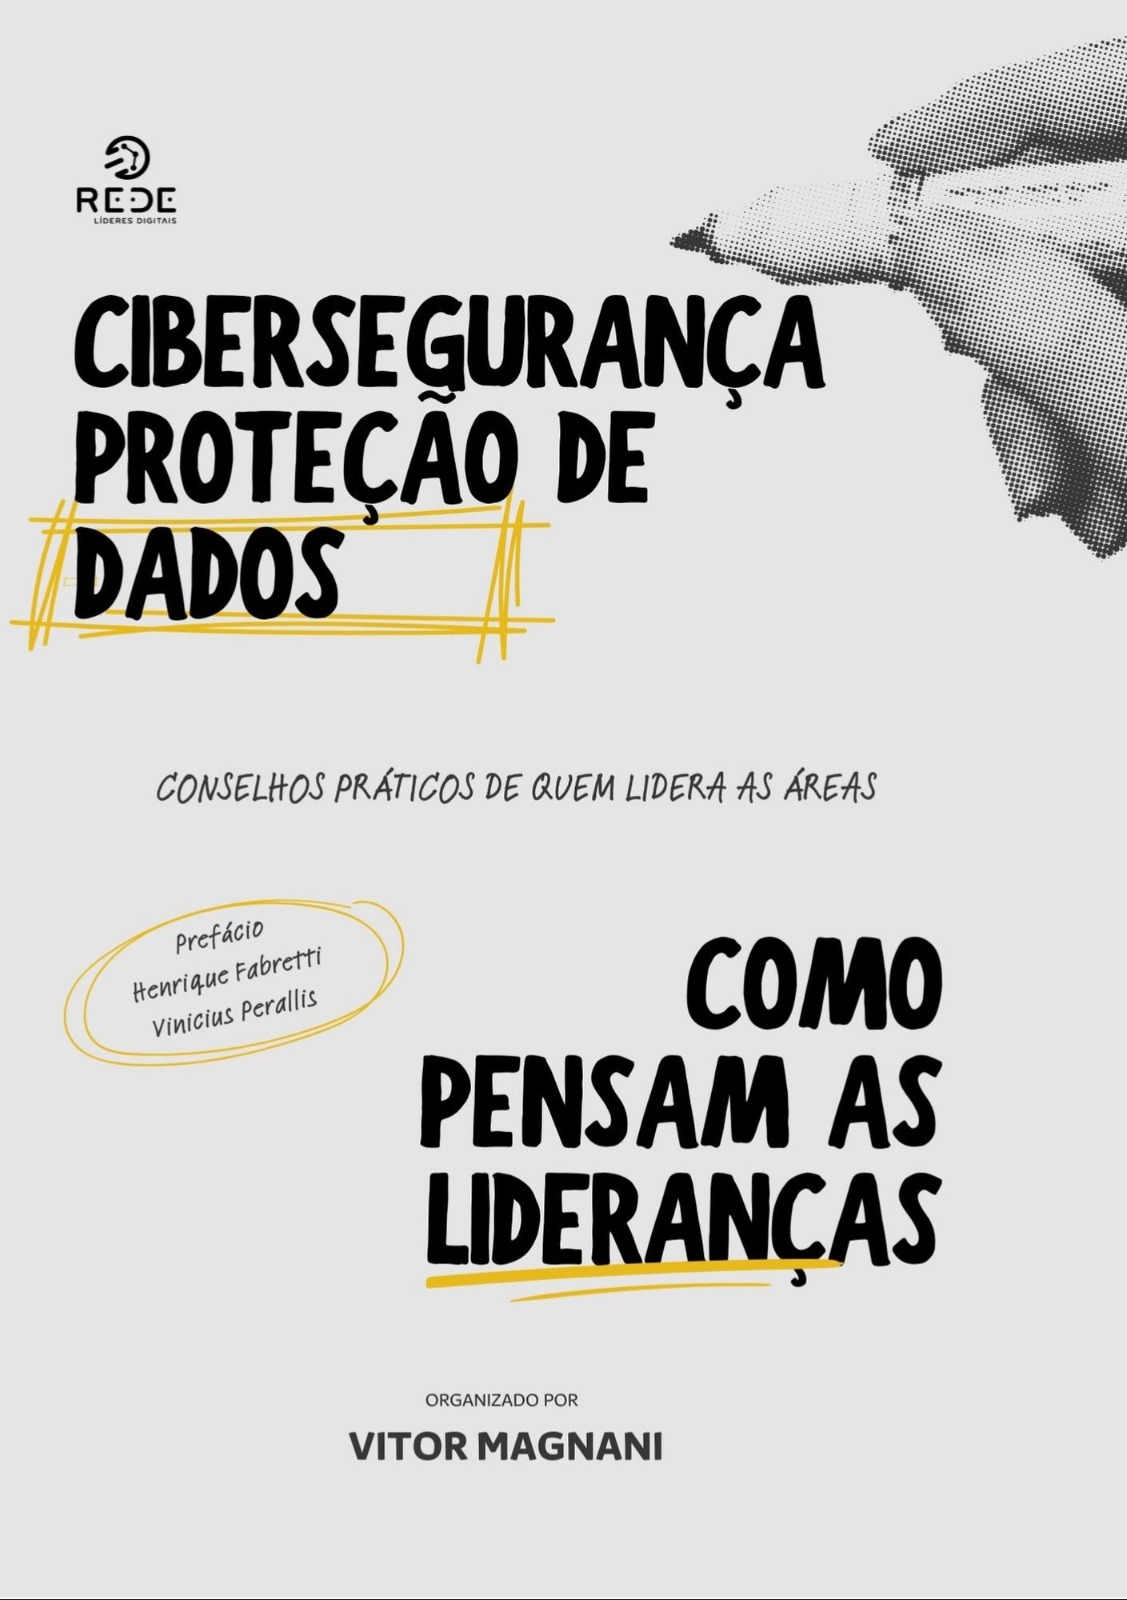 REDE
LÍDERES DIGITAIS
CIBERSEGURANÇA
PROTEÇÃO DE
DADOS
CONSELHOS PRÁTICOS DE QUEM LIDERA AS ÁREAS
Prefácio
Henrique Fabretti
Vinicius Perallis
COMO
PENSAM AS
LIDERANÇAS
ORGANIZADO POR
VITOR MAGNANI